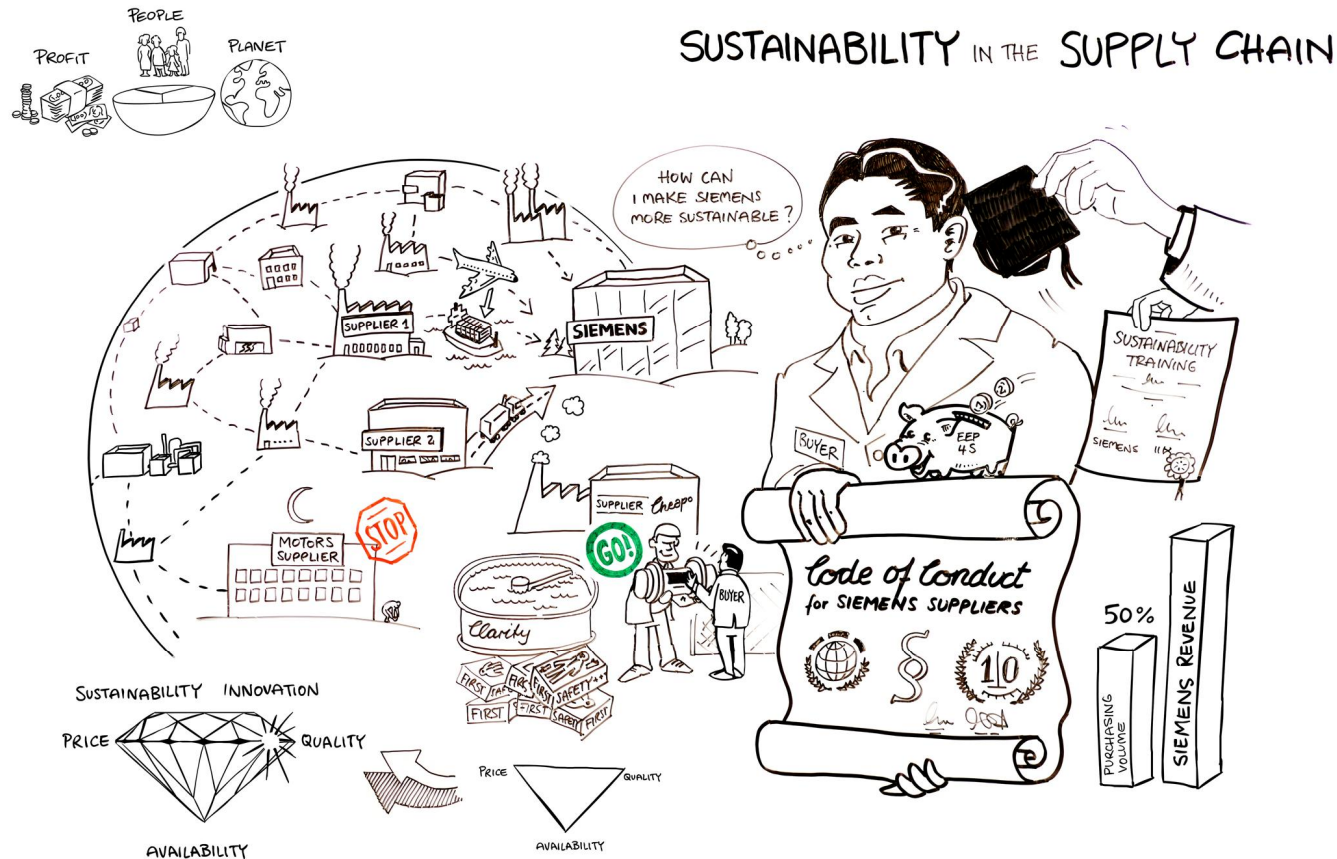 PEOPLE
PROFIT
PLANET
SUSTAINABILITY IN THE SUPPLY CHAIN
HOW CAN
I MAKE SIEMENS
MORE SUSTAINABLE?
SUPPLIER 1
SIEMENS
SUPPLIER 2
SUSTAINABILITY
TRAINING
SIEMENS
BUYER
EEP
4S
MOTORS
SUPPLIER
STOP
SUPPLIER Cheapo
GO!
BUYER
Clarity
FIRST
FIRST
SAFETY
FIRST
FIRST
SAFETY
FIRST
Code of Conduct
for SIEMENS SUPPLIERS
10
50%
PURCHASING
VOLUME
SIEMENS REVENUE
SUSTAINABILITY INNOVATION
PRICE
QUALITY
AVAILABILITY
PRICE
QUALITY
AVAILABILITY